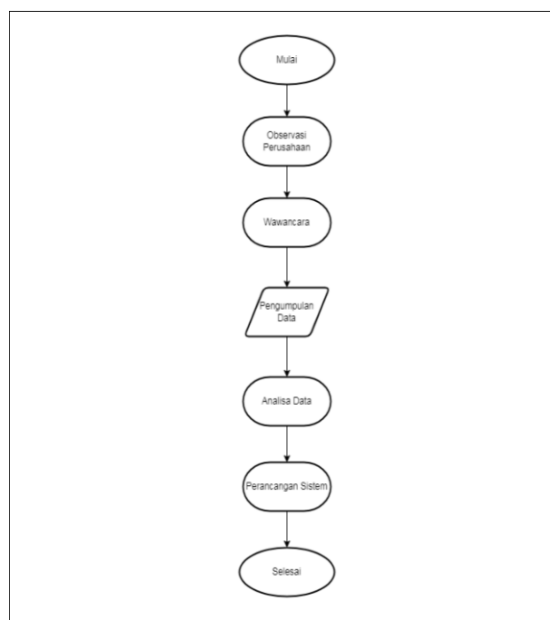 Mulai
Observasi
Perusahaan
Wawancara
Pengumpulan
Data
Analisa Data
Perancangan Sistem
Selesai